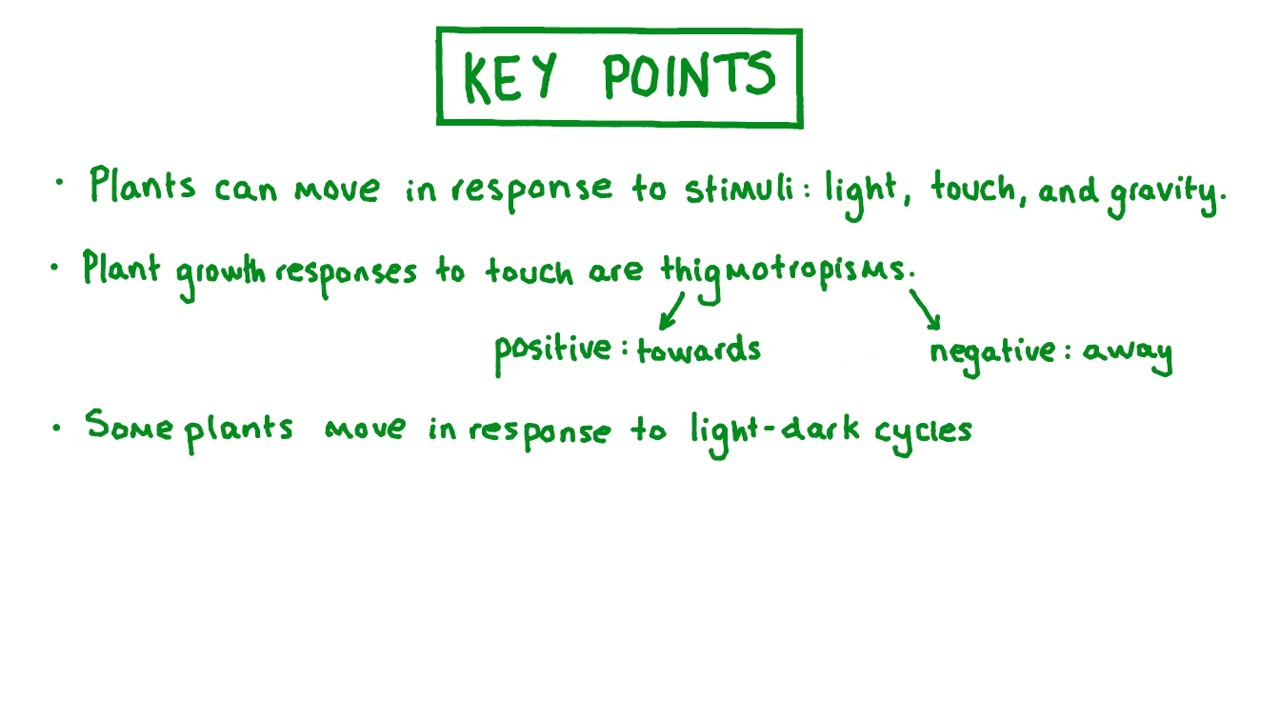 KEY POINTS
• Plants can move in response to stimuli: light, touch, and gravity.
• Plant growth responses to touch are thigmotropisms.
positive: towards negative: away
• Some plants move in response to light-dark cycles